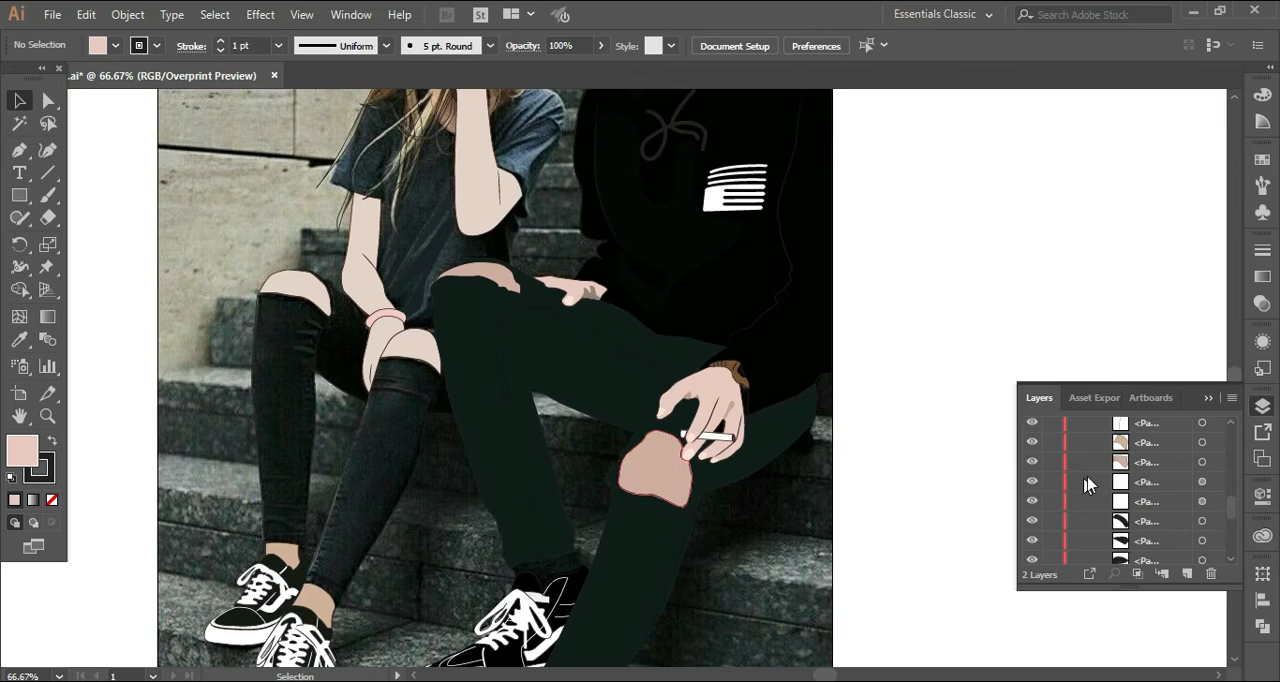 Ai File Edit Object Type Select Effect View Window Help Br St Essentials Classic Search Adobe Stock
No Selection Stroke: 1 pt Uniform 5 pt. Round Opacity: 100% Style: Document Setup Preferences
.ai* @ 66.67% (RGB/Overprint Preview)
Layers Asset Expor Artboards
<Pa...
<Pa...
<Pa...
<Pa...
<Pa...
<Pa...
<Pa...
<Pa...
2 Layers
66.67% 1 Selection